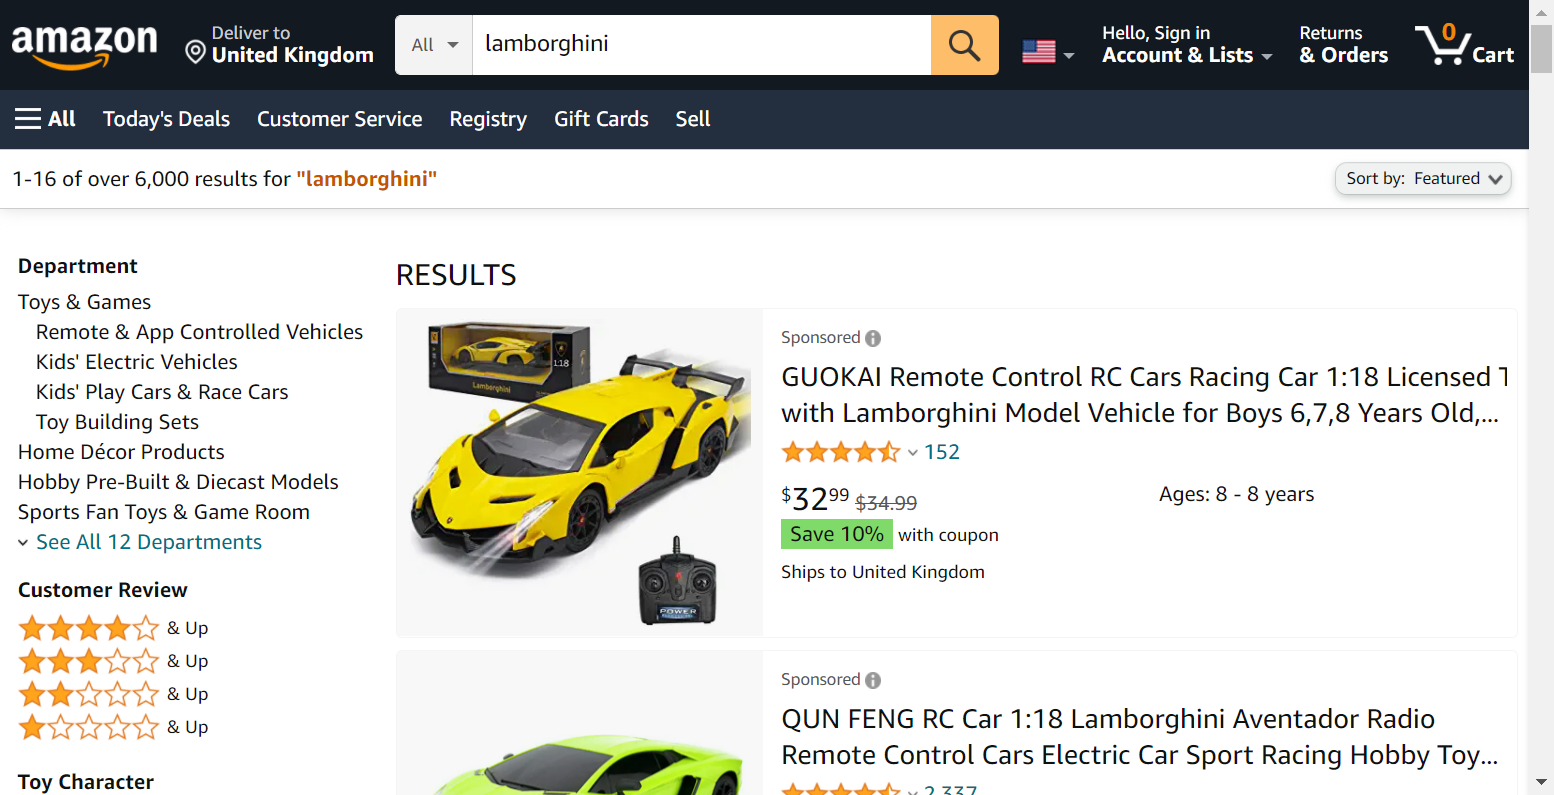 amazon
Deliver to
United Kingdom
All
lamborghini
Hello, Sign in
Account & Lists
Returns
& Orders
0
Cart
All
Today's Deals
Customer Service
Registry
Gift Cards
Sell
1-16 of over 6,000 results for "lamborghini"
Sort by: Featured
Department
Toys & Games
Remote & App Controlled Vehicles
Kids' Electric Vehicles
Kids' Play Cars & Race Cars
Toy Building Sets
Home Décor Products
Hobby Pre-Built & Diecast Models
Sports Fan Toys & Game Room
See All 12 Departments
Customer Review
& Up
& Up
& Up
& Up
Toy Character
RESULTS
1:18
Lamborghini
POWER
Sponsored
GUOKAI Remote Control RC Cars Racing Car 1:18 Licensed T
with Lamborghini Model Vehicle for Boys 6,7,8 Years Old,...
152
$32.99 $34.99
Ages: 8 - 8 years
Save 10% with coupon
Ships to United Kingdom
Sponsored
QUN FENG RC Car 1:18 Lamborghini Aventador Radio
Remote Control Cars Electric Car Sport Racing Hobby Toy...
2,337